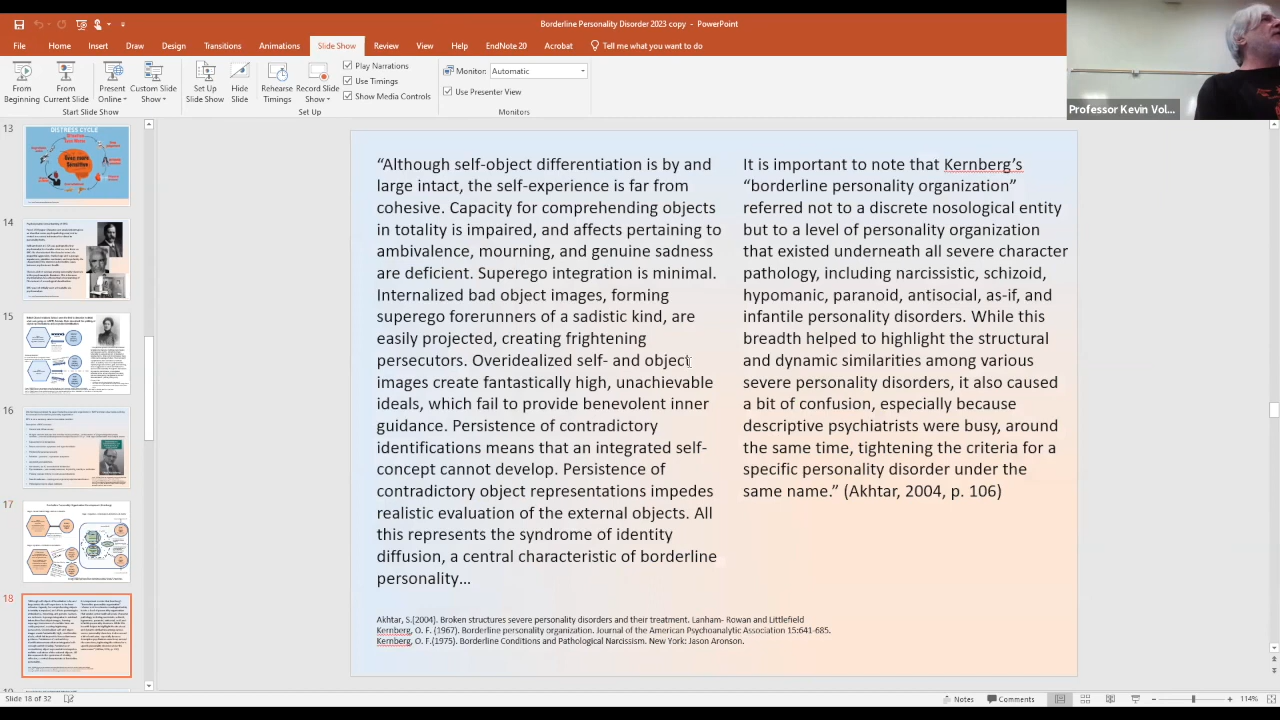 Borderline Personality Disorder 2023 copy - PowerPoint
File Home Insert Draw Design Transitions Animations Slide Show Review View Help EndNote 20 Acrobat Tell me what you want to do
From Beginning
From Current Slide
Present Online
Custom Slide Show
Start Slide Show
Set Up Slide Show
Hide Slide
Rehearse Timings
Record Slide Show
Play Narrations
Use Timings
Show Media Controls
Set Up
Monitor: Automatic
Use Presenter View
Monitors
Professor Kevin Vol...
13
DISTRESS CYCLE
14
15
16
17
18
“Although self-object differentiation is by and
large intact, the self-experience is far from
cohesive. Capacity for comprehending objects
in totality is impaired, and affects pertaining to
ambivalence, mourning, and genuine sadness
are deficient. Superego integration is minimal.
Internalized bad object images, forming
superego forerunners of a sadistic kind, are
easily projected, creating frightening
persecutors. Overidealized self- and object
images create fantastically high, unachievable
ideals, which fail to provide benevolent inner
guidance. Persistence of contradictory
identifications means that an integrated self-
concept cannot develop. Persistence of
contradictory object representations impedes
realistic evaluation of the external objects. All
this represents the syndrome of identity
diffusion, a central characteristic of borderline
personality…
It is important to note that Kernberg’s
“borderline personality organization”
referred not to a discrete nosological entity
but to a level of personality organization
that existed underneath all severe character
pathology, including narcissistic, schizoid,
hypomanic, paranoid, antisocial, as-if, and
infantile personality disorders. While this
breadth helped to highlight the structural
and dynamic similarities among various
severe personality disorders, it also caused
a bit of confusion, especially because
descriptive psychiatrists were busy, around
the same time, tightening the criteria for a
specific personality disorder under the
same name.” (Akhtar, 2004, p. 106)
Akhtar, S.(2004). Broken structures: Severe personality disorders and their treatment. Lanham- Rowman & Littlefield.
Kernberg, O. F. (1967). Borderline personality organization. Journal of the American Psychoanalytic Association 15:641-685.
Kernberg, O. F.(1975). Borderline Conditions and Pathological Narcissism. New York: Jason Aronson.
Slide 18 of 32
Notes Comments 114%